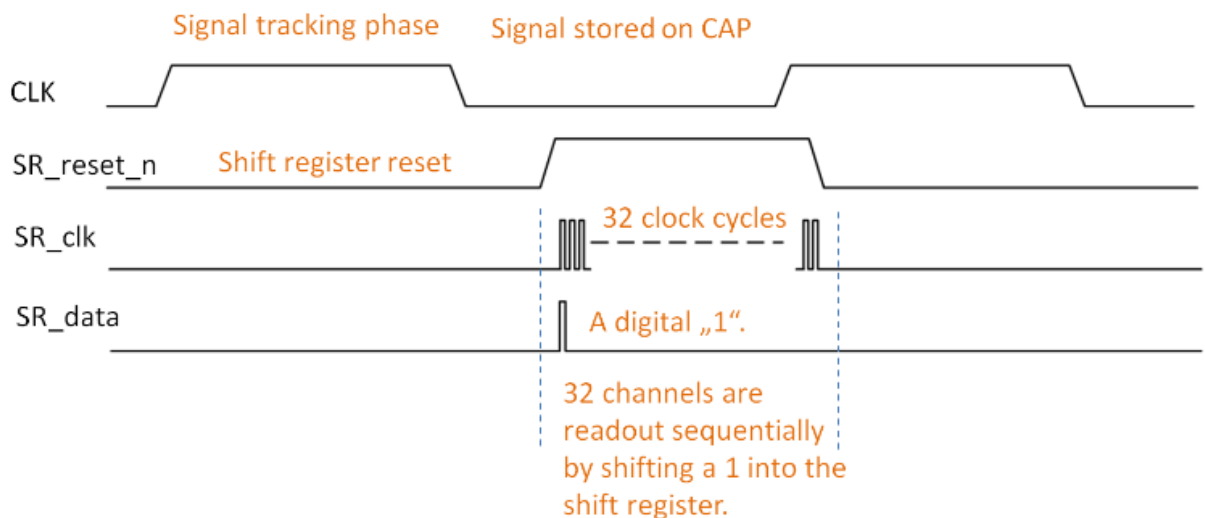 Signal tracking phase
Signal stored on CAP
CLK
SR_reset_n
Shift register reset
SR_clk
32 clock cycles
SR_data
A digital „1“.
32 channels are
readout sequentially
by shifting a 1 into the
shift register.